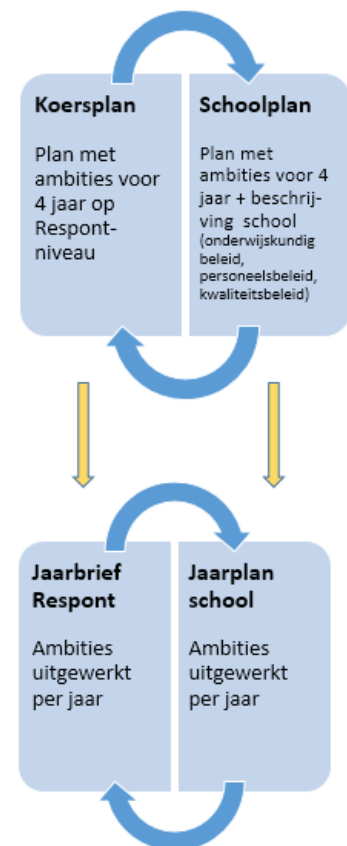 Koersplan
Plan met
ambities voor
4 jaar op
Respont-
niveau
Schoolplan
Plan met
ambities voor 4
jaar + beschrij-
ving school
(onderwijskundig
beleid,
personeelsbeleid,
kwaliteitsbeleid)
Jaarbrief
Respont
Ambities
uitgewerkt
per jaar
Jaarplan
school
Ambities
uitgewerkt
per jaar